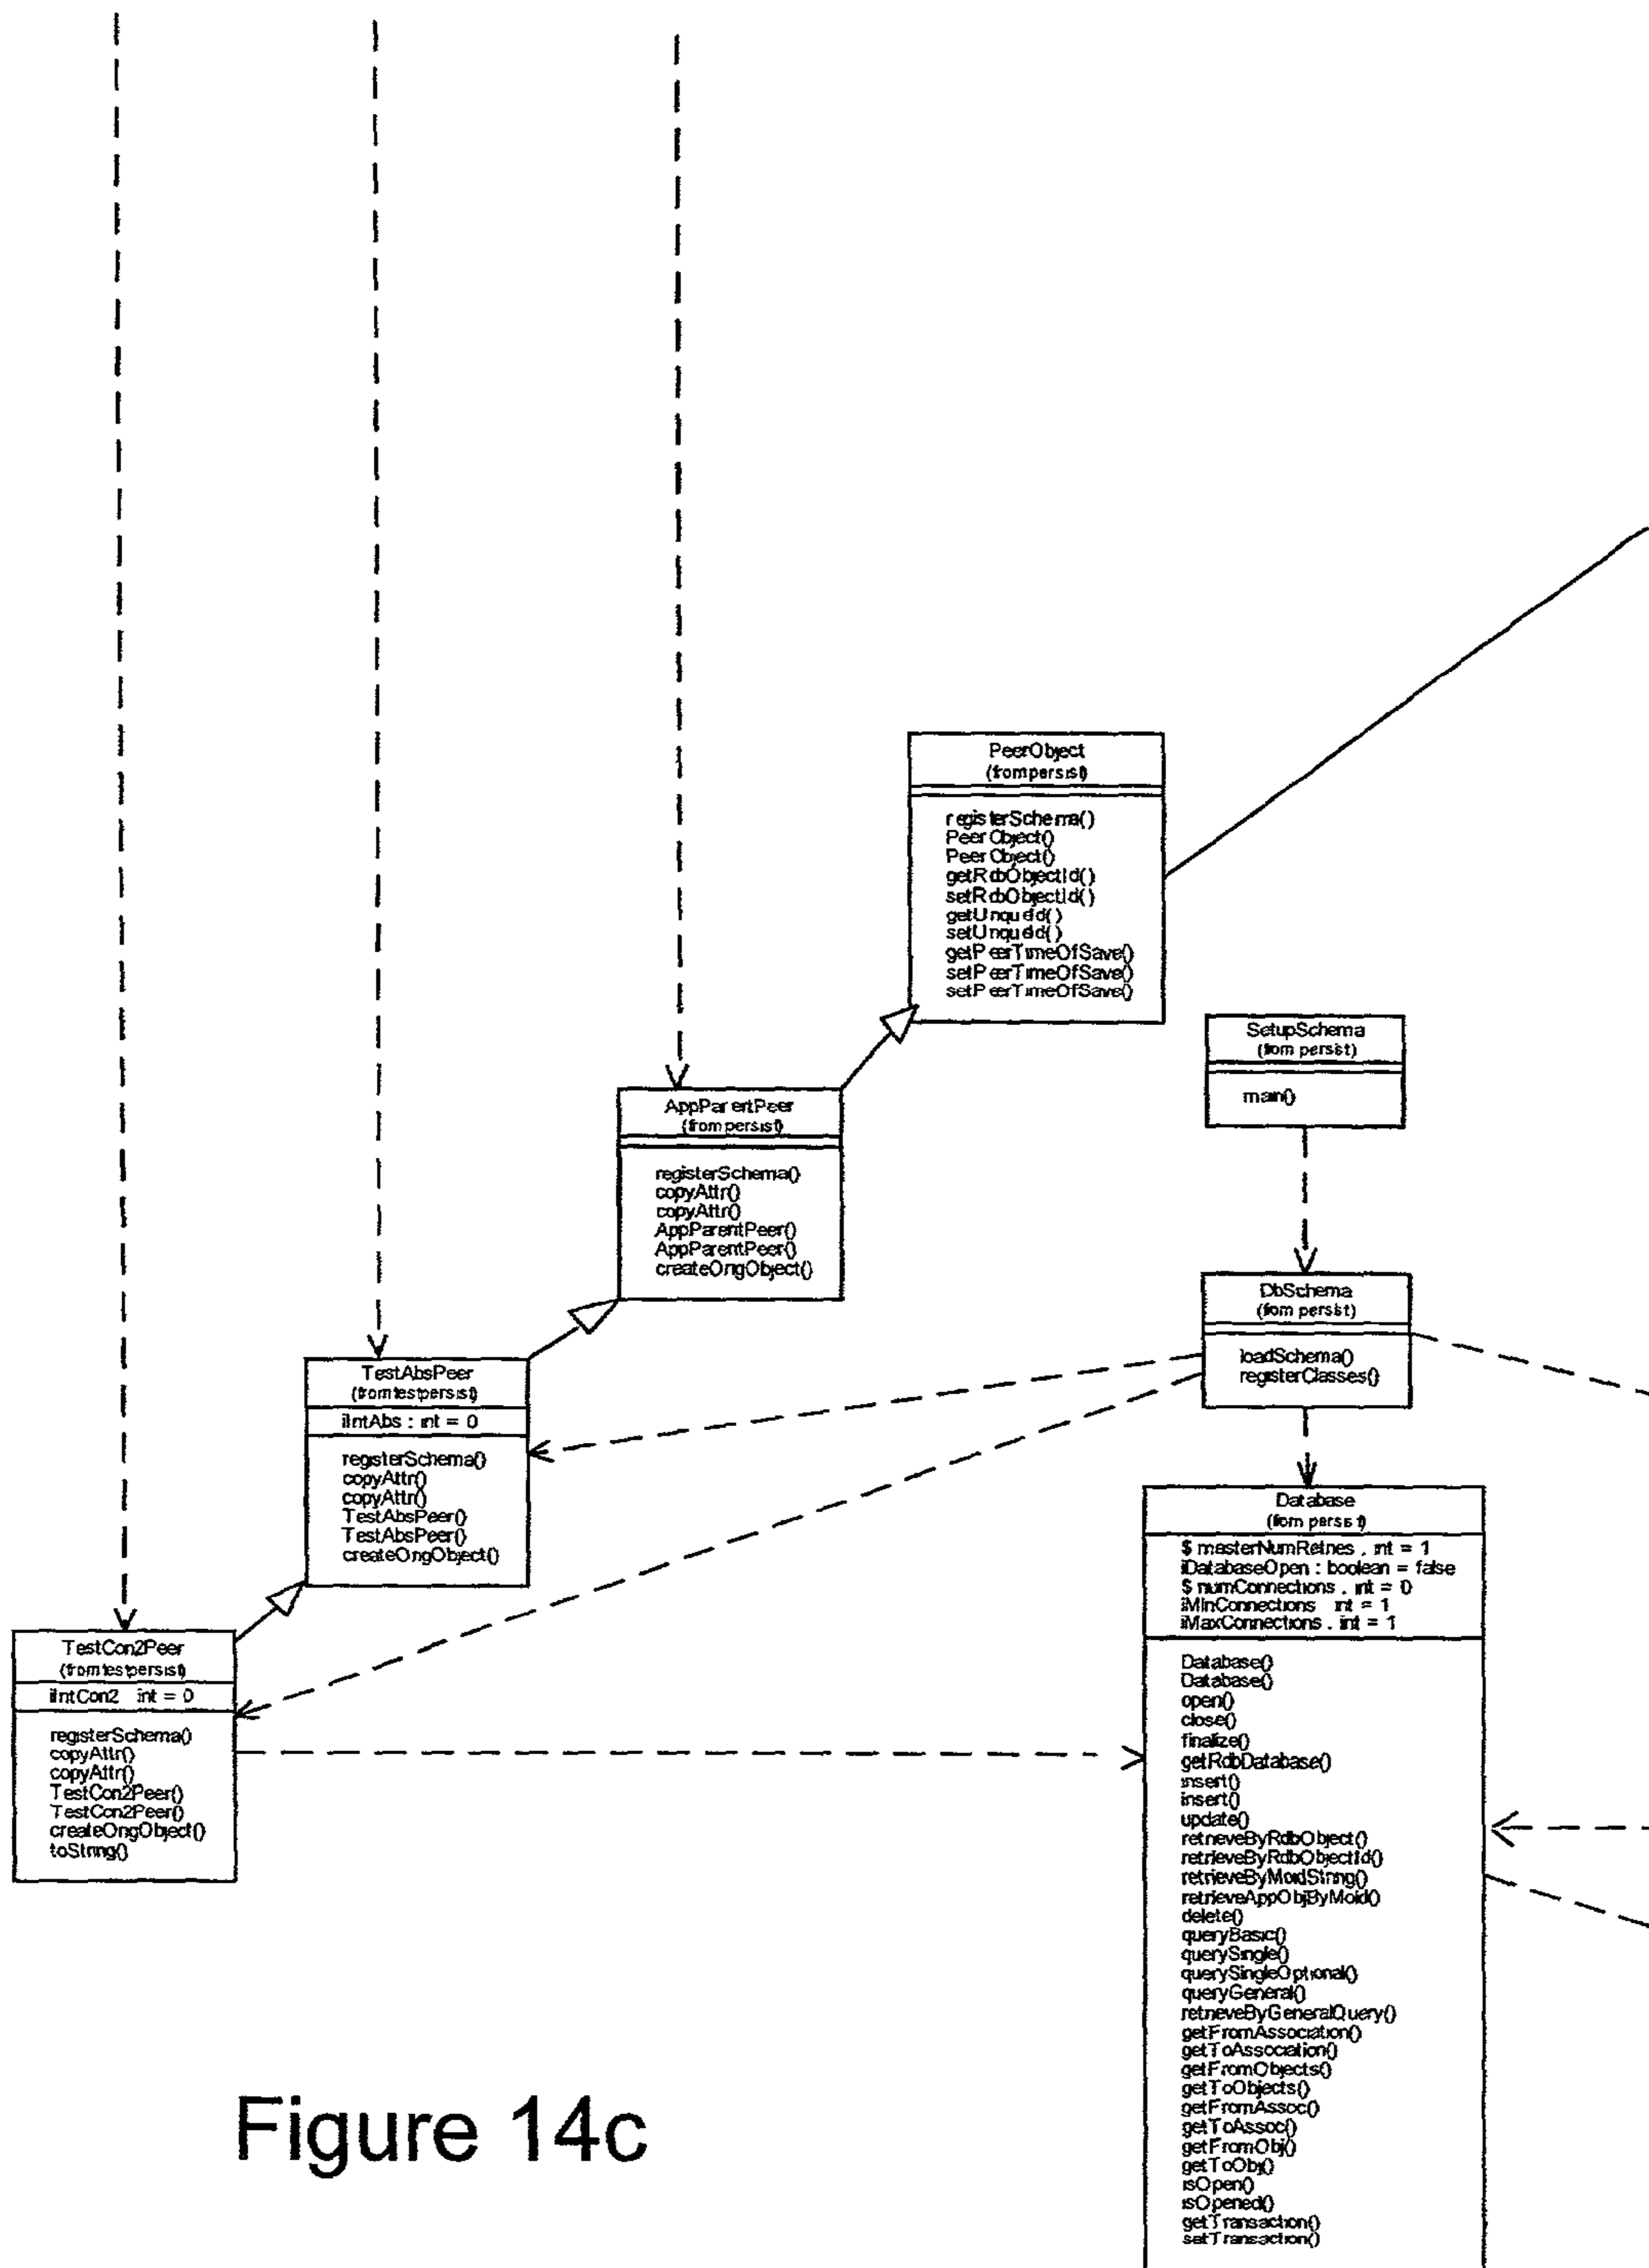 PeerObject
(from persist)
registerSchema()
PeerObject()
PeerObject()
getRdbObjectId()
setRdbObjectId()
getUniqueId()
setUniqueId()
getPeerTimeOfSave()
setPeerTimeOfSave()
setPeerTimeOfSave()
SetupSchema
(from persist)
main()
AppParentPeer
(from persist)
registerSchema()
copyAttr()
copyAttr()
AppParentPeer()
AppParentPeer()
createOrigObject()
DbSchema
(from persist)
loadSchema()
registerClasses()
TestAbsPeer
(from testpersist)
iIntAbs : int = 0
registerSchema()
copyAttr()
copyAttr()
TestAbsPeer()
TestAbsPeer()
createOrigObject()
Database
(from persist)
$ masterNumRetries : int = 1
iDatabaseOpen : boolean = false
$ numConnections : int = 0
iMinConnections : int = 1
iMaxConnections : int = 1
Database()
Database()
open()
close()
finalize()
getRdbDatabase()
insert()
insert()
update()
retrieveByRdbObject()
retrieveByRdbObjectId()
retrieveByMoidString()
retrieveAppObjByMoid()
delete()
queryBasic()
querySingle()
querySingleOptional()
queryGeneral()
retrieveByGeneralQuery()
getFromAssociation()
getToAssociation()
getFromObjects()
getToObjects()
getFromAssoc()
getToAssoc()
getFromObj()
getToObj()
isOpen()
isOpened()
getTransaction()
setTransaction()
TestCon2Peer
(from testpersist)
iIntCon2 : int = 0
registerSchema()
copyAttr()
copyAttr()
TestCon2Peer()
TestCon2Peer()
createOrigObject()
toString()
Figure 14c